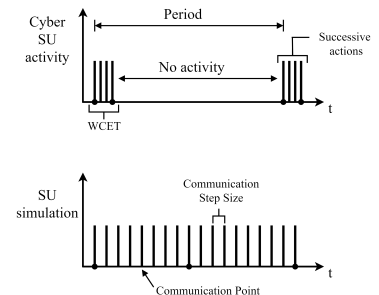 Cyber
SU
activity
Period
Successive
actions
No activity
WCET
t
SU
simulation
Communication
Step Size
t
Communication Point